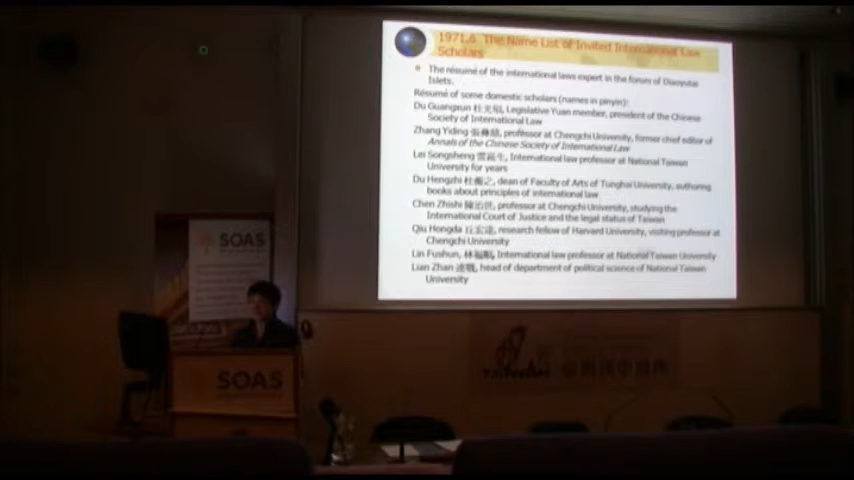 1971.6 The Name List of Invited International Law
Scholars
The résumé of the international laws expert in the forum of Diaoyutai
Islets.
Résumé of some domestic scholars (names in pinyin):
Du Guangxun 杜光塤, Legislative Yuan member, president of the Chinese
Society of International Law
Zhang Yiding 張彝鼎, professor at Chengchi University, former chief editor of
Annals of the Chinese Society of International Law
Lei Songsheng 雷崧生, International law professor at National Taiwan
University for years
Du Hengzhi 杜衡之, dean of Faculty of Arts of Tunghai University, authoring
books about principles of international law
Chen Zhishi 陳治世, professor at Chengchi University, studying the
International Court of Justice and the legal status of Taiwan
Qiu Hongda 丘宏達, research fellow of Harvard University, visiting professor at
Chengchi University
Lin Fushun, 林福順, International law professor at National Taiwan University
Lian Zhan 連戰, head of department of political science of National Taiwan
University
SOAS
SOAS
TAIWAN